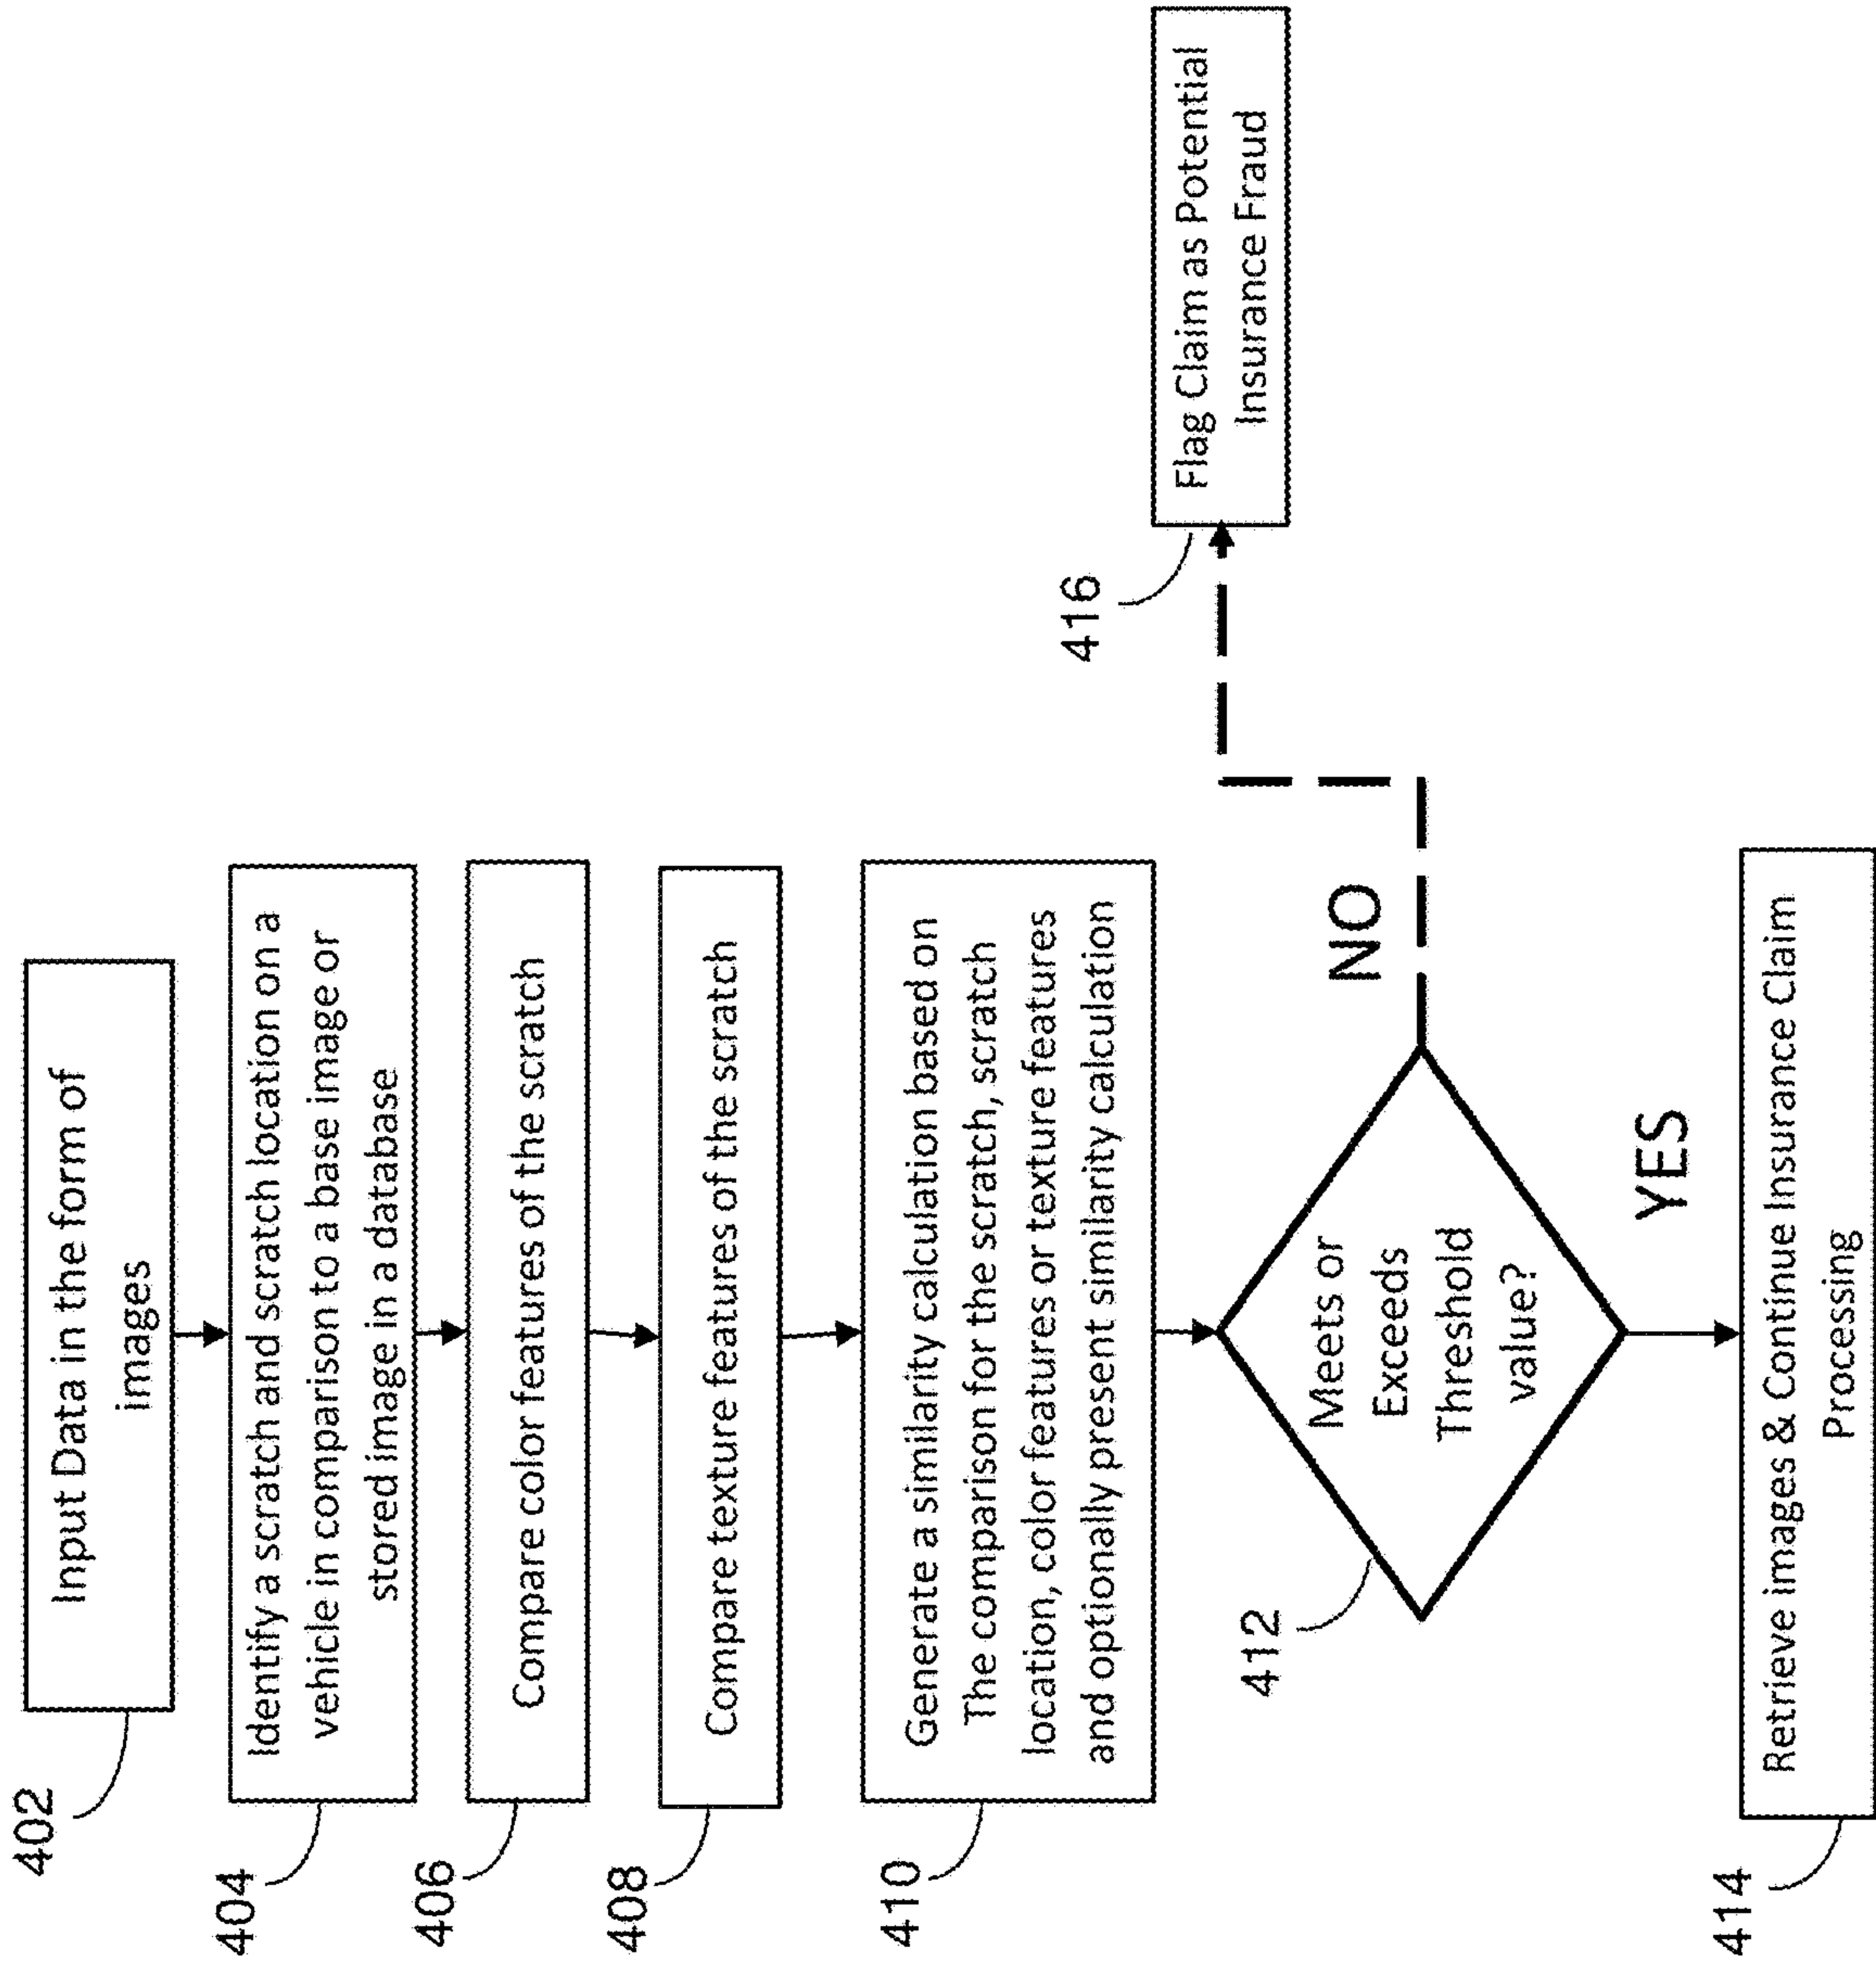 402
Input Data in the form of
images
404
Identify a scratch and scratch location on a
vehicle in comparison to a base image or
stored image in a database
406
Compare color features of the scratch
408
Compare texture features of the scratch
410
Generate a similarity calculation based on
The comparison for the scratch, scratch
location, color features or texture features
and optionally present similarity calculation
412
Meets or
Exceeds
Threshold
value?
NO
416
Flag Claim as Potential
Insurance Fraud
YES
414
Retrieve images & Continue Insurance Claim
Processing